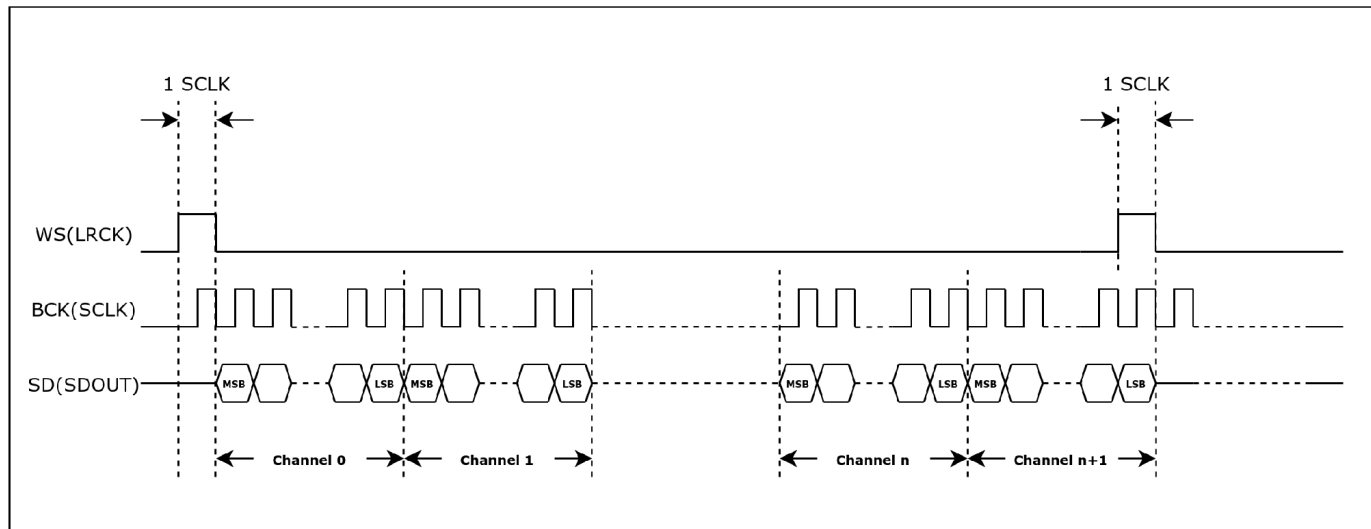 1 SCLK 1 SCLK
WS(LRCK)
BCK(SCLK)
SD(SDOUT) MSB LSB MSB LSB MSB LSB MSB LSB
Channel 0 Channel 1 Channel n Channel n+1